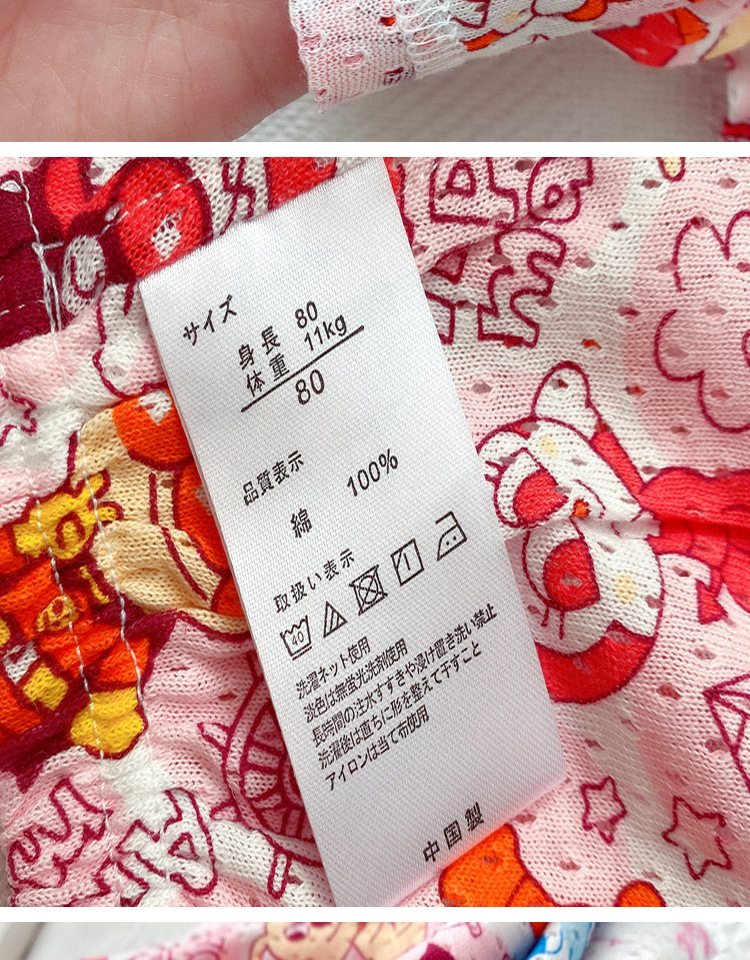 サイズ
身長 80
体重 11kg
80
品質表示
綿 100%
取扱い表示
40
洗濯ネット使用
淡色は無蛍光洗剤使用
長時間の注水すすぎや浸け置き洗い禁止
洗濯後は直ちに形を整えて干すこと
アイロンは当て布使用
中国製